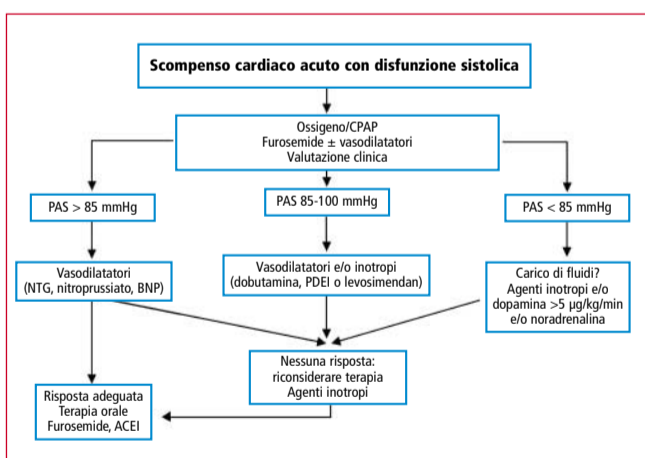 Scompenso cardiaco acuto con disfunzione sistolica
Ossigeno/CPAP
Furosemide ± vasodilatatori
Valutazione clinica
PAS > 85 mmHg
PAS 85-100 mmHg
PAS < 85 mmHg
Vasodilatatori
(NTG, nitroprussiato, BNP)
Vasodilatatori e/o inotropi
(dobutamina, PDEI o levosimendan)
Carico di fluidi?
Agenti inotropi e/o
dopamina >5 µg/kg/min
e/o noradrenalina
Nessuna risposta:
riconsiderare terapia
Agenti inotropi
Risposta adeguata
Terapia orale
Furosemide, ACEI